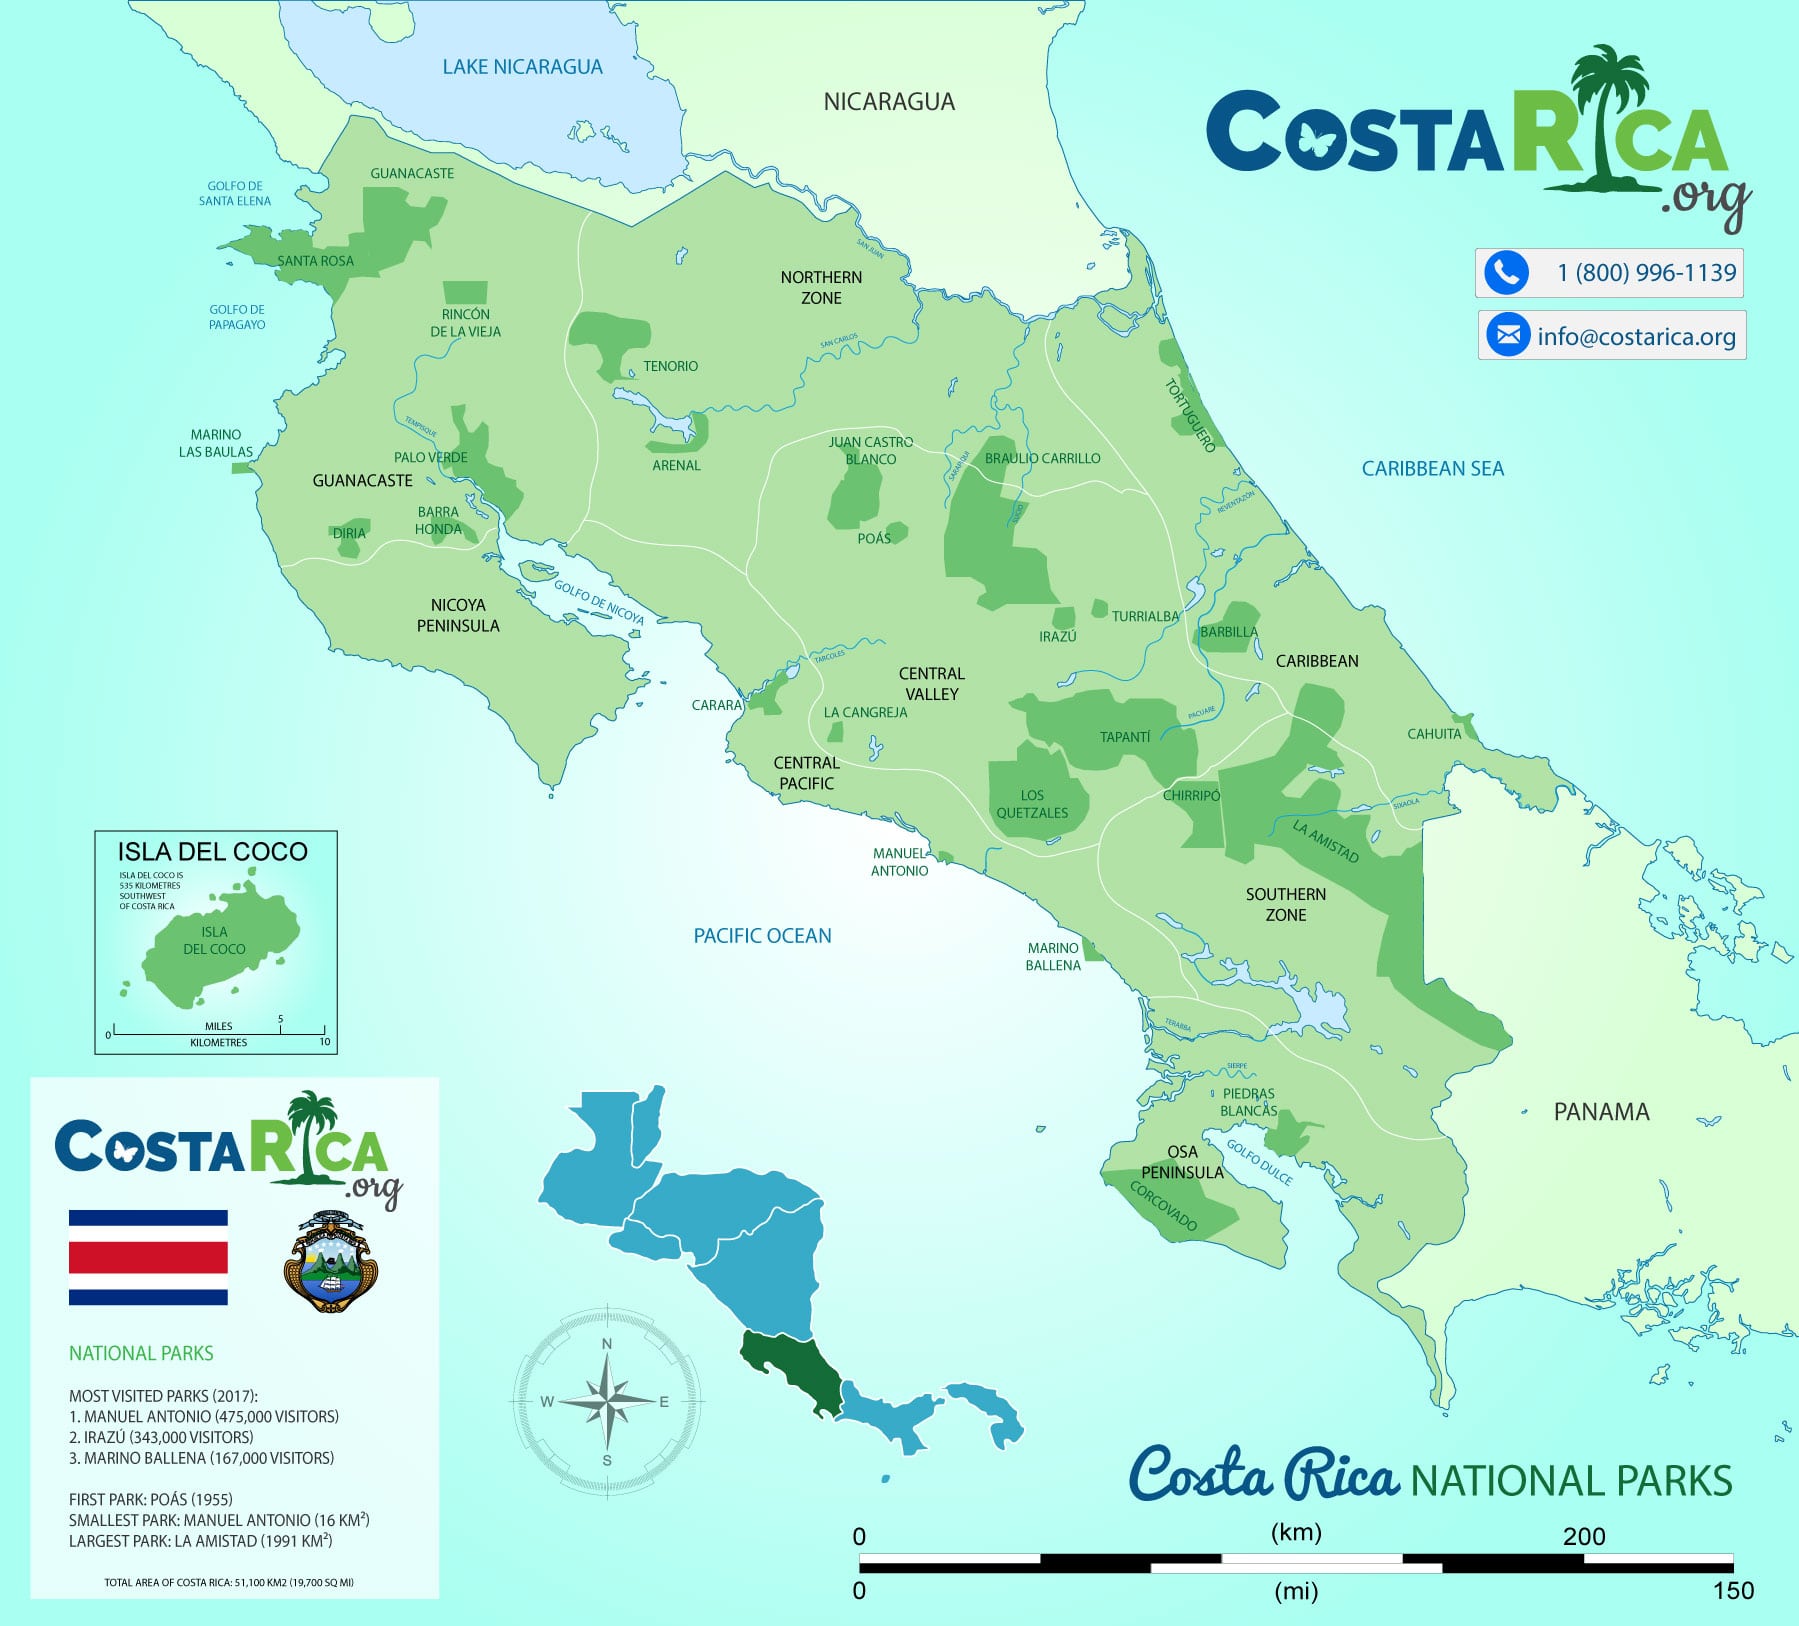 LAKE NICARAGUA
NICARAGUA
COSTA RICA
.org
1 (800) 996-1139
info@costarica.org
GOLFO DE
SANTA ELENA
GUANACASTE
SANTA ROSA
GOLFO DE
PAPAGAYO
RINCÓN
DE LA VIEJA
SAN JUAN
NORTHERN
ZONE
SAN CARLOS
TENORIO
TORTUGUERO
TEMPISQUE
MARINO
LAS BAULAS
PALO VERDE
GUANACASTE
ARENAL
JUAN CASTRO
BLANCO
SARAPIQUI
BRAULIO CARRILLO
CARIBBEAN SEA
REVENTAZÓN
SUCIO
BARRA
HONDA
DIRIA
POÁS
GOLFO DE NICOYA
NICOYA
PENINSULA
IRAZÚ
TURRIALBA
BARBILLA
CARIBBEAN
TARCOLES
CENTRAL
VALLEY
CARARA
LA CANGREJA
PACUARE
TAPANTÍ
CAHUITA
CENTRAL
PACIFIC
LOS
QUETZALES
CHIRRIPÓ
SIXAOLA
LA AMISTAD
MANUEL
ANTONIO
SOUTHERN
ZONE
PACIFIC OCEAN
MARINO
BALLENA
TERABBA
SIERPE
PIEDRAS
BLANCAS
PANAMA
OSA
PENINSULA
GOLFO DULCE
CORCOVADO
ISLA DEL COCO
ISLA DEL COCO IS
535 KILOMETRES
SOUTHWEST
OF COSTA RICA
ISLA
DEL COCO
0
MILES
5
KILOMETRES
10
COSTA RICA
.org
NATIONAL PARKS
MOST VISITED PARKS (2017):
1. MANUEL ANTONIO (475,000 VISITORS)
2. IRAZÚ (343,000 VISITORS)
3. MARINO BALLENA (167,000 VISITORS)
FIRST PARK: POÁS (1955)
SMALLEST PARK: MANUEL ANTONIO (16 KM²)
LARGEST PARK: LA AMISTAD (1991 KM²)
TOTAL AREA OF COSTA RICA: 51,100 KM2 (19,700 SQ MI)
N
W
E
S
Costa Rica NATIONAL PARKS
0 (km) 200
0 (mi) 150